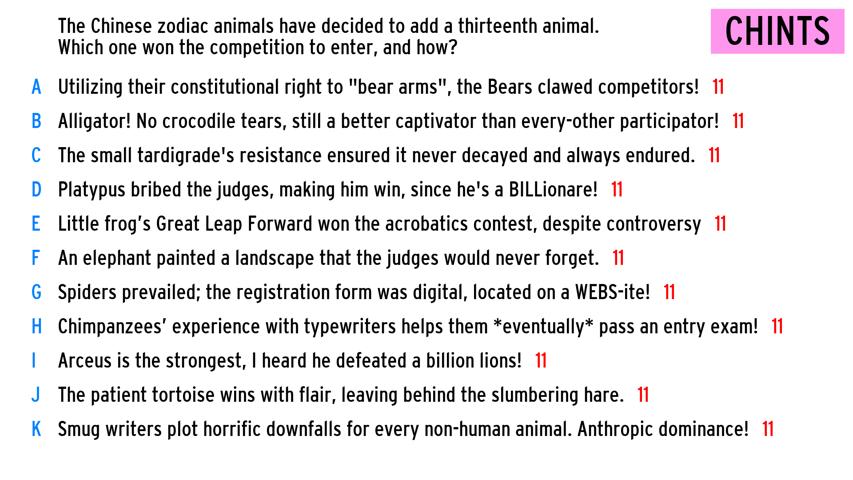 The Chinese zodiac animals have decided to add a thirteenth animal.
Which one won the competition to enter, and how?
CHINTS
A Utilizing their constitutional right to "bear arms", the Bears clawed competitors! 11
B Alligator! No crocodile tears, still a better captivator than every-other participator! 11
C The small tardigrade's resistance ensured it never decayed and always endured. 11
D Platypus bribed the judges, making him win, since he's a BILLionare! 11
E Little frog's Great Leap Forward won the acrobatics contest, despite controversy 11
F An elephant painted a landscape that the judges would never forget. 11
G Spiders prevailed; the registration form was digital, located on a WEBS-ite! 11
H Chimpanzees’ experience with typewriters helps them *eventually* pass an entry exam! 11
I Arceus is the strongest, I heard he defeated a billion lions! 11
J The patient tortoise wins with flair, leaving behind the slumbering hare. 11
K Smug writers plot horrific downfalls for every non-human animal. Anthropic dominance! 11